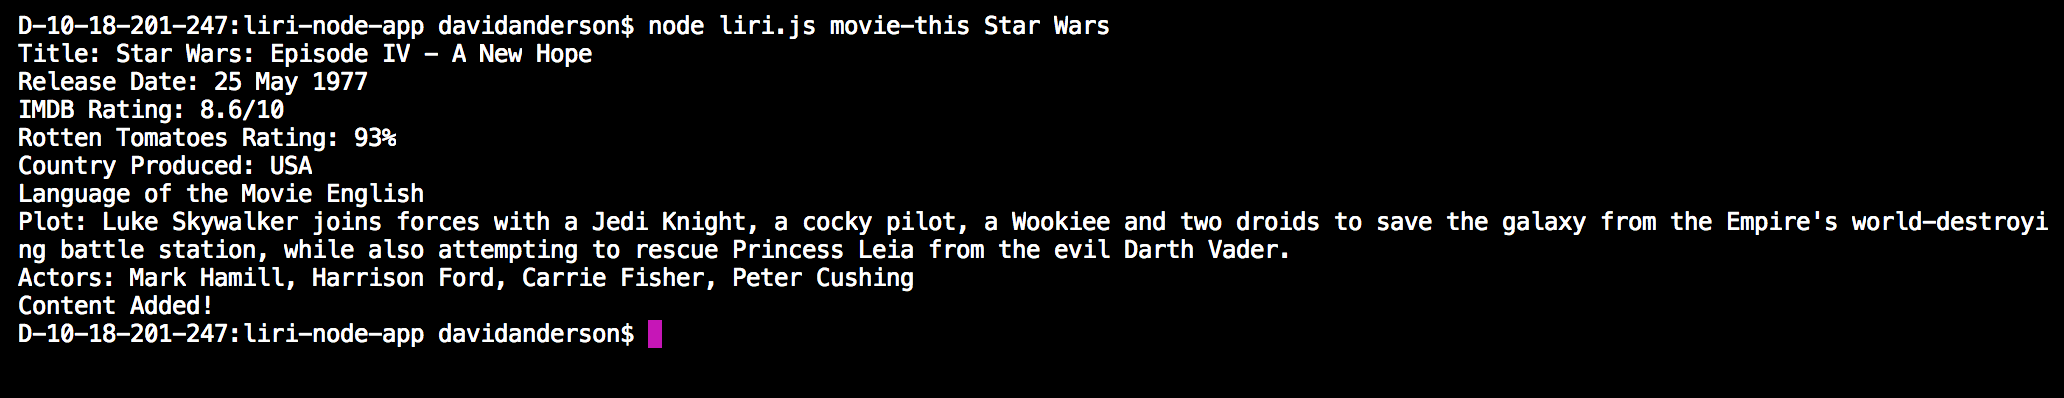 D-10-18-201-247:liri-node-app davidanderson$ node liri.js movie-this Star Wars
Title: Star Wars: Episode IV - A New Hope
Release Date: 25 May 1977
IMDB Rating: 8.6/10
Rotten Tomatoes Rating: 93%
Country Produced: USA
Language of the Movie English
Plot: Luke Skywalker joins forces with a Jedi Knight, a cocky pilot, a Wookiee and two droids to save the galaxy from the Empire's world-destroyi
ng battle station, while also attempting to rescue Princess Leia from the evil Darth Vader.
Actors: Mark Hamill, Harrison Ford, Carrie Fisher, Peter Cushing
Content Added!
D-10-18-201-247:liri-node-app davidanderson$